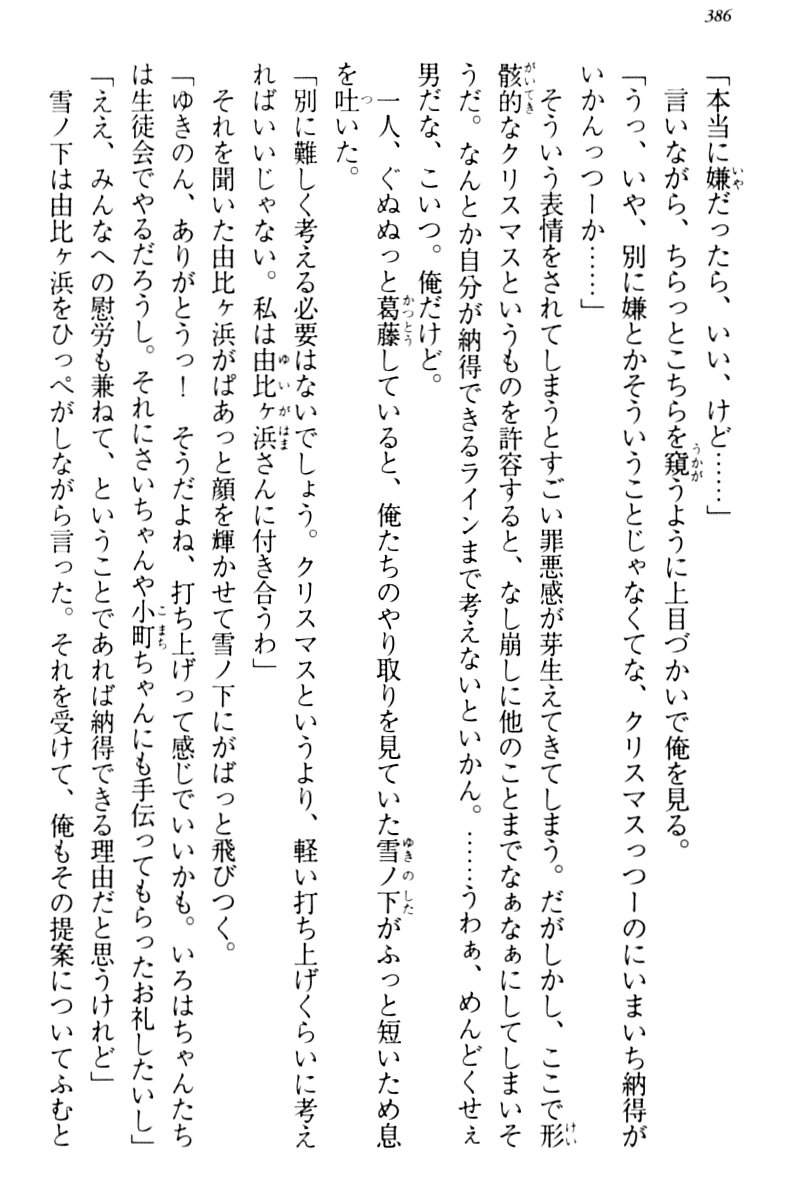 386
「本当に嫌だったら、いい、けど……」
言いながら、ちらっとこちらを窺うように上目づかいで俺を見る。
「うっ、いや、別に嫌とかそういうことじゃなくてな、クリスマスっつーのにいまいち納得が
いかんっつーか……」
そういう表情をされてしまうとすごい罪悪感が芽生えてきてしまう。だがしかし、ここで形
骸的なクリスマスというものを許容すると、なし崩しに他のことまでなぁなぁにしてしまいそ
うだ。なんとか自分が納得できるラインまで考えないといかん。……うわぁ、めんどくせぇ
男だな、こいつ。俺だけど。
一人、ぐぬぬっと葛藤していると、俺たちのやり取りを見ていた雪ノ下がふっと短いため息
を吐いた。
「別に難しく考える必要はないでしょう。クリスマスというより、軽い打ち上げくらいに考え
ればいいじゃない。私は由比ヶ浜さんに付き合うわ」
それを聞いた由比ヶ浜がぱあっと顔を輝かせて雪ノ下にがばっと飛びつく。
「ゆきのん、ありがとうっ！　そうだよね、打ち上げって感じでいいかも。いろはちゃんたち
は生徒会でやるだろうし。それにさいちゃんや小町ちゃんにも手伝ってもらったお礼したいし」
「ええ、みんなへの慰労も兼ねて、ということであれば納得できる理由だと思うけれど」
雪ノ下は由比ヶ浜をひっぺがしながら言った。それを受けて、俺もその提案についてふむと